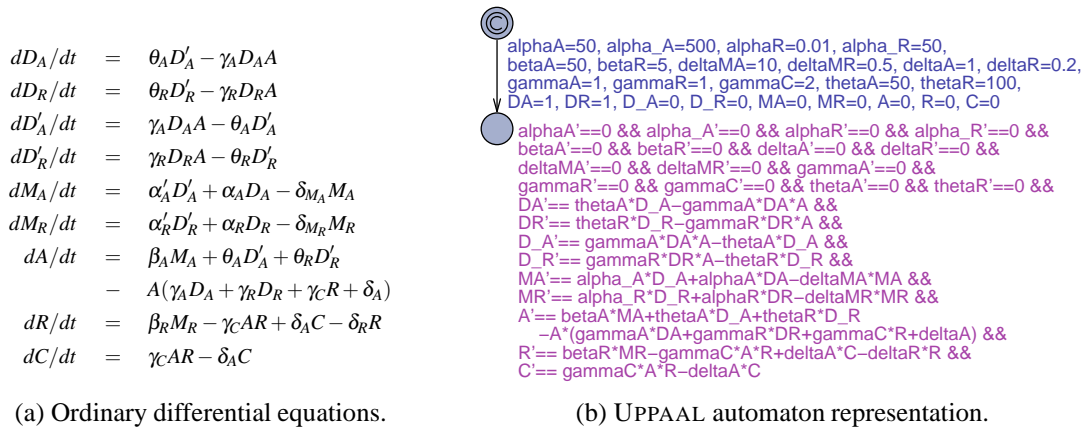 dD_A/dt = θ_A D′_A − γ_A D_A A
dD_R/dt = θ_R D′_R − γ_R D_R A
dD′_A/dt = γ_A D_A A − θ_A D′_A
dD′_R/dt = γ_R D_R A − θ_R D′_R
dM_A/dt = α′_A D′_A + α_A D_A − δ_{M_A} M_A
dM_R/dt = α′_R D′_R + α_R D_R − δ_{M_R} M_R
dA/dt = β_A M_A + θ_A D′_A + θ_R D′_R
− A(γ_A D_A + γ_R D_R + γ_C R + δ_A)
dR/dt = β_R M_R − γ_C AR + δ_A C − δ_R R
dC/dt = γ_C AR − δ_A C
(a) Ordinary differential equations.
C
alphaA=50, alpha_A=500, alphaR=0.01, alpha_R=50,
betaA=50, betaR=5, deltaMA=10, deltaMR=0.5, deltaA=1, deltaR=0.2,
gammaA=1, gammaR=1, gammaC=2, thetaA=50, thetaR=100,
DA=1, DR=1, D_A=0, D_R=0, MA=0, MR=0, A=0, R=0, C=0
alphaA'==0 && alpha_A'==0 && alphaR'==0 && alpha_R'==0 &&
betaA'==0 && betaR'==0 && deltaA'==0 && deltaR'==0 &&
deltaMA'==0 && deltaMR'==0 && gammaA'==0 &&
gammaR'==0 && gammaC'==0 && thetaA'==0 && thetaR'==0 &&
DA'== thetaA*D_A−gammaA*DA*A &&
DR'== thetaR*D_R−gammaR*DR*A &&
D_A'== gammaA*DA*A−thetaA*D_A &&
D_R'== gammaR*DR*A−thetaR*D_R &&
MA'== alpha_A*D_A+alphaA*DA−deltaMA*MA &&
MR'== alpha_R*D_R+alphaR*DR−deltaMR*MR &&
A'== betaA*MA+thetaA*D_A+thetaR*D_R
−A*(gammaA*DA+gammaR*DR+gammaC*R+deltaA) &&
R'== betaR*MR−gammaC*A*R+deltaA*C−deltaR*R &&
C'== gammaC*A*R−deltaA*C
(b) UPPAAL automaton representation.